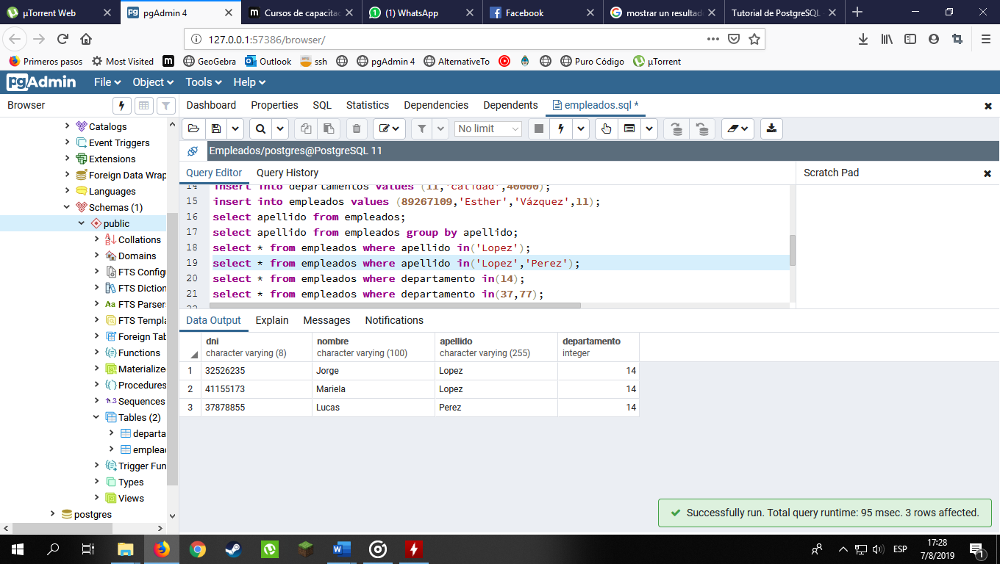 µTorrent Web
pgAdmin 4
Cursos de capacitac
(1) WhatsApp
Facebook
mostrar un resultad
Tutorial de PostgreSQL
127.0.0.1:57386/browser/
Primeros pasos
Most Visited
GeoGebra
Outlook
ssh
pgAdmin 4
AlternativeTo
Puro Código
µTorrent
pgAdmin
File
Object
Tools
Help
Browser
Dashboard
Properties
SQL
Statistics
Dependencies
Dependents
empleados.sql *
Catalogs
Event Triggers
Extensions
Foreign Data Wrap
Languages
Schemas (1)
public
Collations
Domains
FTS Configu
FTS Diction
FTS Parsers
FTS Templa
Foreign Tab
Functions
Materialize
Procedures
1..3 Sequences
Tables (2)
departa
emplead
Trigger Fun
Types
Views
postgres
No limit
Empleados/postgres@PostgreSQL 11
Query Editor
Query History
Scratch Pad
14 insert into departamentos values (11,'calidad',40000);
15 insert into empleados values (89267109,'Esther','Vázquez',11);
16 select apellido from empleados;
17 select apellido from empleados group by apellido;
18 select * from empleados where apellido in('Lopez');
19 select * from empleados where apellido in('Lopez','Perez');
20 select * from empleados where departamento in(14);
21 select * from empleados where departamento in(37,77);
22
Data Output
Explain
Messages
Notifications
dni character varying (8)
nombre character varying (100)
apellido character varying (255)
departamento integer
1 32526235 Jorge Lopez 14
2 41155173 Mariela Lopez 14
3 37878855 Lucas Perez 14
Successfully run. Total query runtime: 95 msec. 3 rows affected.
ESP
17:28
7/8/2019
1